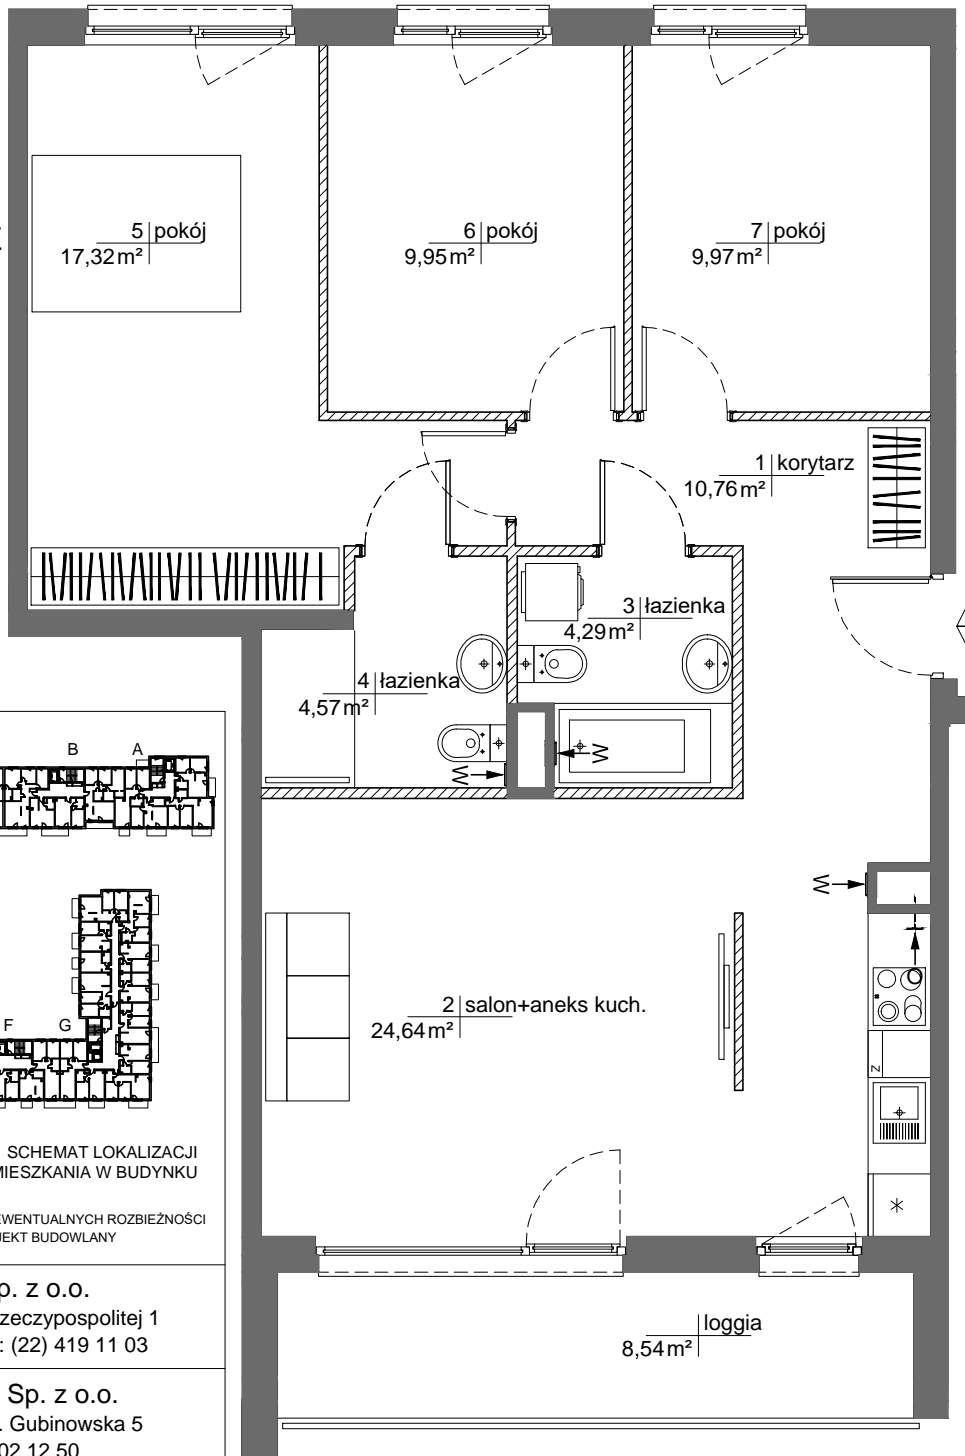 5 pokój
17,32 m²
6 pokój
9,95 m²
7 pokój
9,97 m²
1 korytarz
10,76 m²
3 łazienka
4,29 m²
4 łazienka
4,57 m²
W
W
B A
W
2 salon+aneks kuch.
24,64 m²
F G
Z
SCHEMAT LOKALIZACJI
MIESZKANIA W BUDYNKU
EWENTUALNYCH ROZBIEŻNOŚCI
JEKT BUDOWLANY
p. z o.o.
zeczypospolitej 1
: (22) 419 11 03
loggia
8,54 m²
Sp. z o.o.
. Gubinowska 5
02 12 50